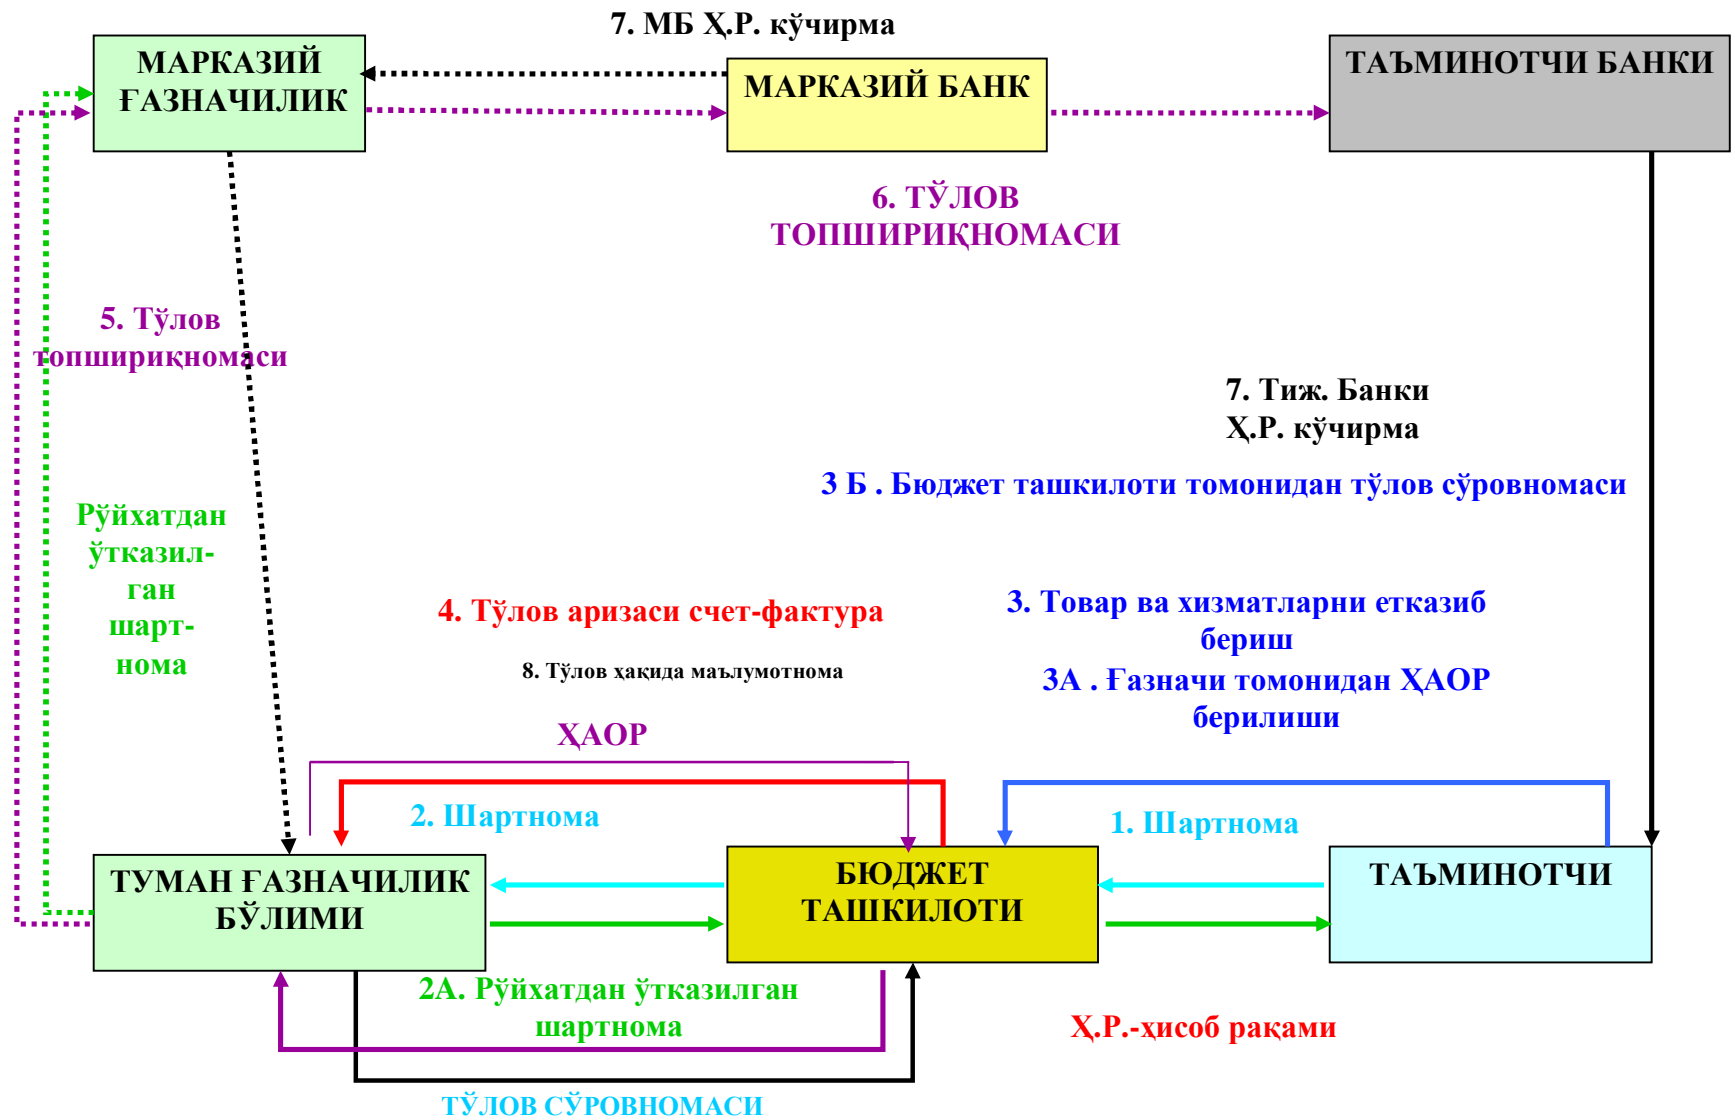 7. МБ Ҳ.Р. кўчирма
МАРКАЗИЙ
ҒАЗНАЧИЛИК
МАРКАЗИЙ БАНК
ТАЪМИНОТЧИ БАНКИ
6. ТЎЛОВ
ТОПШИРИҚНОМАСИ
5. Тўлов
топшириқномаси
7. Тиж. Банки
Ҳ.Р. кўчирма
3 Б . Бюджет ташкилоти томонидан тўлов сўровномаси
Рўйхатдан
ўтказил-
ган
шарт-
нома
4. Тўлов аризаси счет-фактура
3. Товар ва хизматларни етказиб
бериш
8. Тўлов ҳақида маълумотнома
3А . Ғазначи томонидан ҲАОР
берилиши
ҲАОР
2. Шартнома
1. Шартнома
ТУМАН ҒАЗНАЧИЛИК
БЎЛИМИ
БЮДЖЕТ
ТАШКИЛОТИ
ТАЪМИНОТЧИ
2А. Рўйхатдан ўтказилган
шартнома
Ҳ.Р.-ҳисоб рақами
ТЎЛОВ СЎРОВНОМАСИ